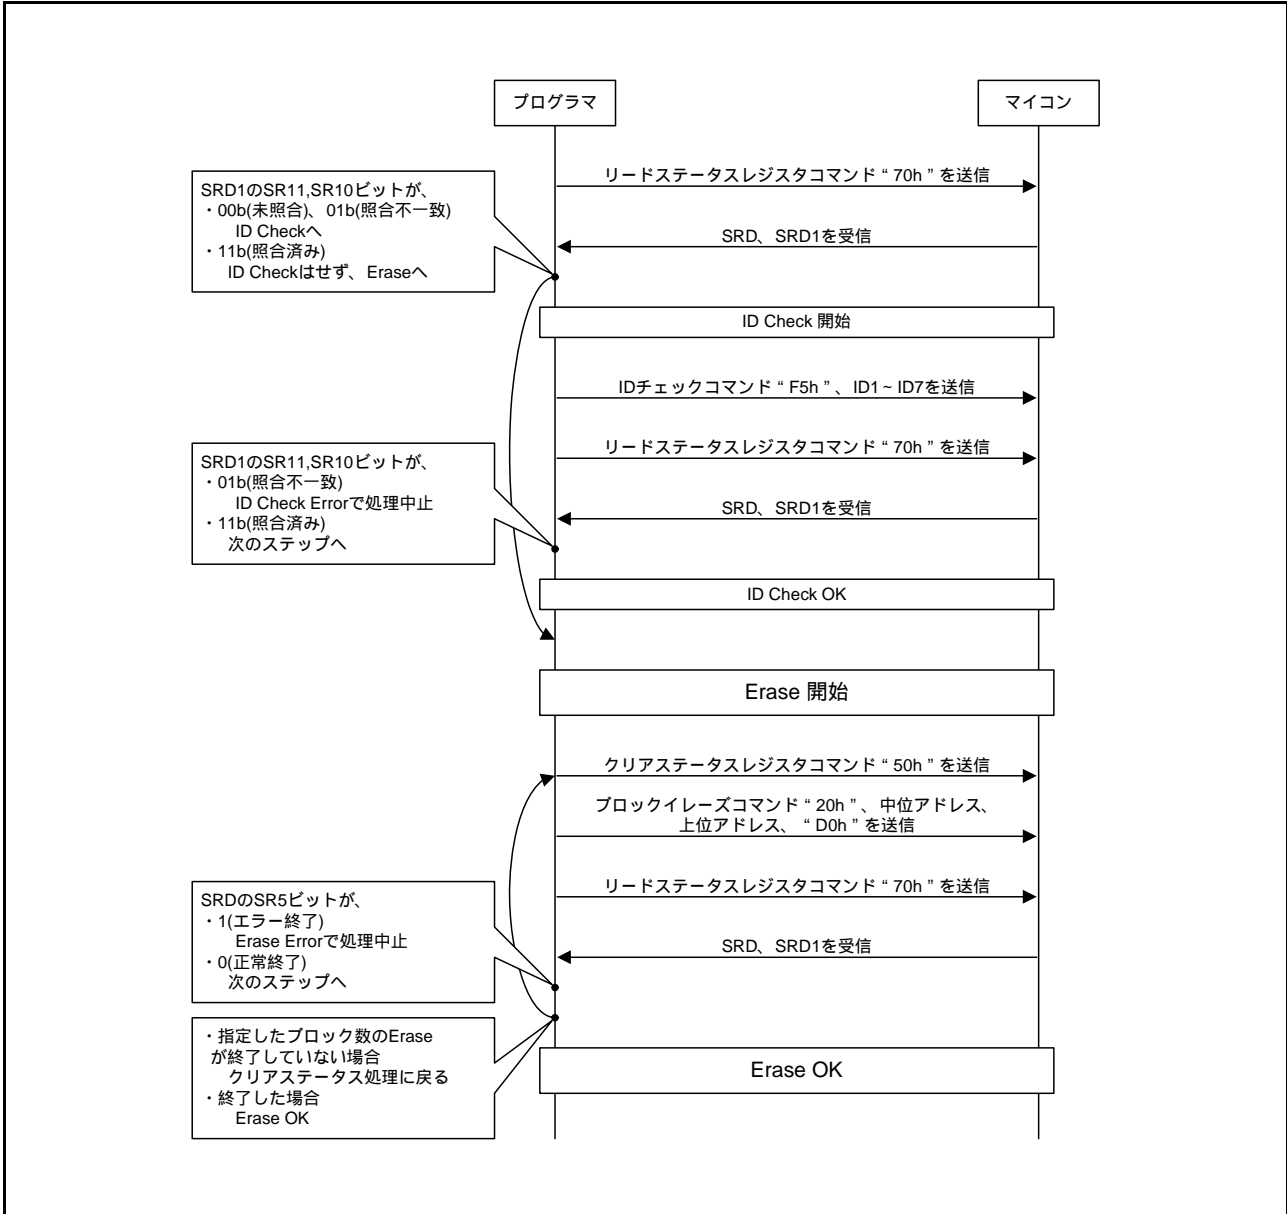 プログラマ
マイコン
リードステータスレジスタコマンド “ 70h ” を送信
SRD1のSR11,SR10ビットが、
・00b(未照合)、01b(照合不一致)
ID Checkへ
・11b(照合済み)
ID Checkはせず、Eraseへ
SRD、SRD1を受信
ID Check 開始
IDチェックコマンド “ F5h ” 、ID1 ~ ID7を送信
リードステータスレジスタコマンド “ 70h ” を送信
SRD1のSR11,SR10ビットが、
・01b(照合不一致)
ID Check Errorで処理中止
・11b(照合済み)
次のステップへ
SRD、SRD1を受信
ID Check OK
Erase 開始
クリアステータスレジスタコマンド “ 50h ” を送信
ブロックイレーズコマンド “ 20h ” 、中位アドレス、
上位アドレス、 “ D0h ” を送信
リードステータスレジスタコマンド “ 70h ” を送信
SRDのSR5ビットが、
・1(エラー終了)
Erase Errorで処理中止
・0(正常終了)
次のステップへ
SRD、SRD1を受信
・指定したブロック数のErase
が終了していない場合
クリアステータス処理に戻る
・終了した場合
Erase OK
Erase OK